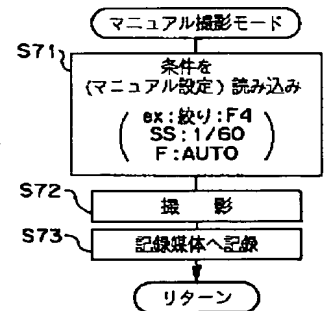 マニュアル撮影モード
S71
条件を
(マニュアル設定) 読み込み
ex:絞り:F4
SS:1/60
F:AUTO
S72
撮 影
S73
記録媒体へ記録
リターン